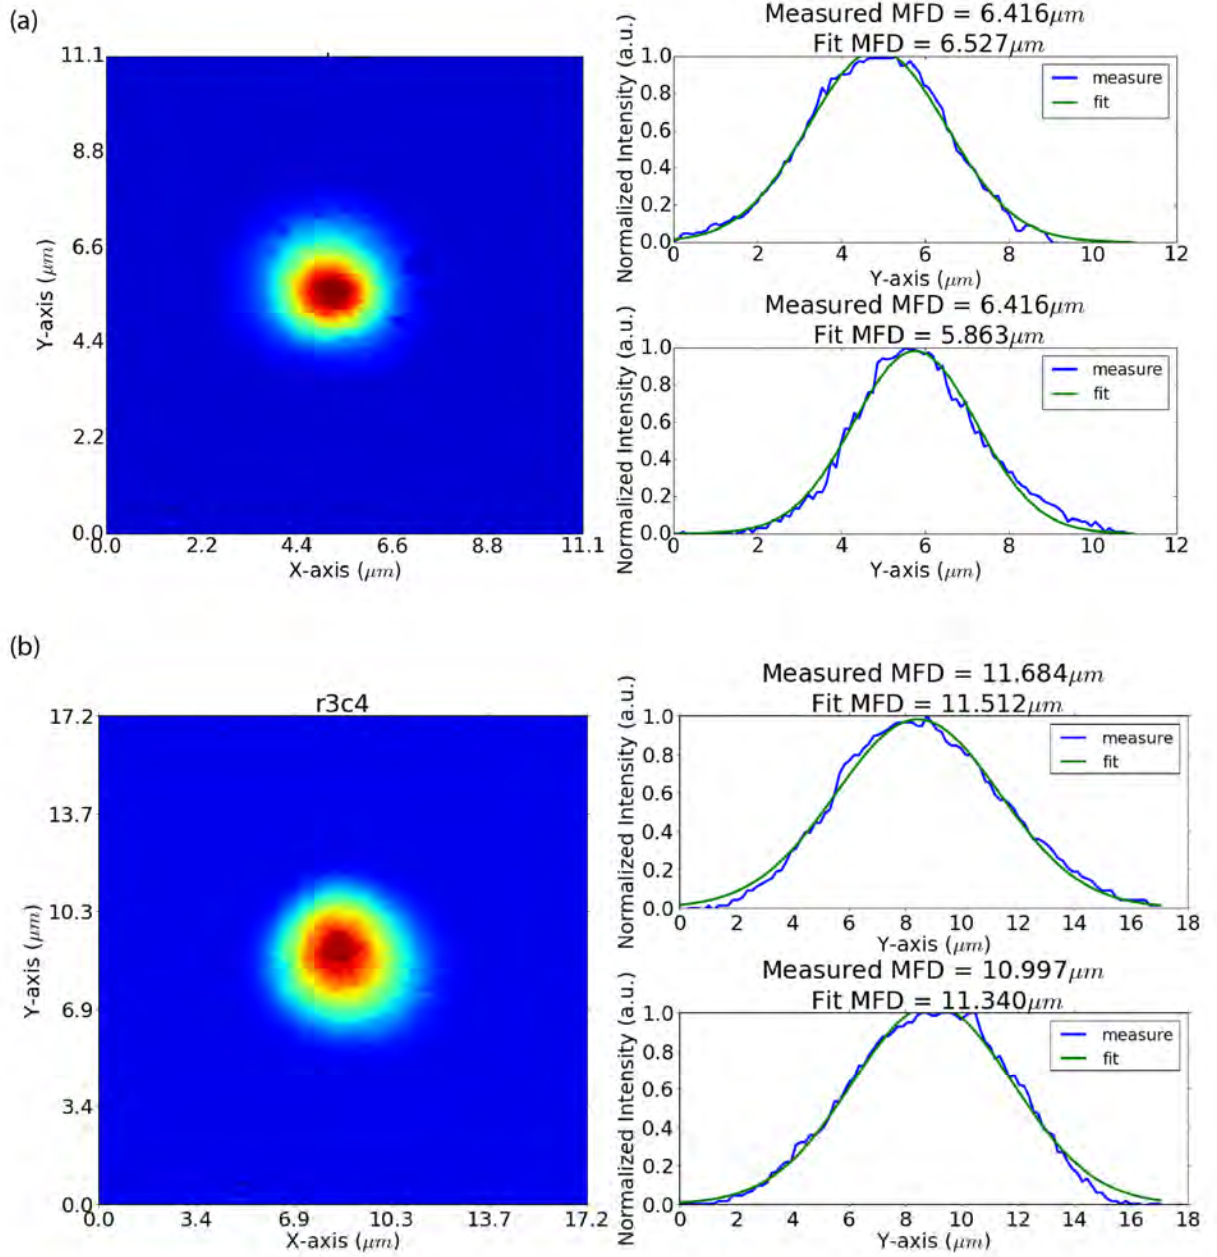 (a)
11.1
8.8
6.6
4.4
2.2
0.0
Y-axis (μm)
0.0 2.2 4.4 6.6 8.8 11.1
X-axis (μm)
Measured MFD = 6.416μm
Fit MFD = 6.527μm
Normalized Intensity (a.u.)
1.0
0.8
0.6
0.4
0.2
0.0
measure
fit
0 2 4 6 8 10 12
Y-axis (μm)
Measured MFD = 6.416μm
Fit MFD = 5.863μm
Normalized Intensity (a.u.)
1.0
0.8
0.6
0.4
0.2
0.0
measure
fit
0 2 4 6 8 10 12
Y-axis (μm)
(b)
r3c4
17.2
13.7
10.3
6.9
3.4
0.0
Y-axis (μm)
0.0 3.4 6.9 10.3 13.7 17.2
X-axis (μm)
Measured MFD = 11.684μm
Fit MFD = 11.512μm
Normalized Intensity (a.u.)
1.0
0.8
0.6
0.4
0.2
0.0
measure
fit
0 2 4 6 8 10 12 14 16 18
Y-axis (μm)
Measured MFD = 10.997μm
Fit MFD = 11.340μm
Normalized Intensity (a.u.)
1.0
0.8
0.6
0.4
0.2
0.0
measure
fit
0 2 4 6 8 10 12 14 16 18
Y-axis (μm)